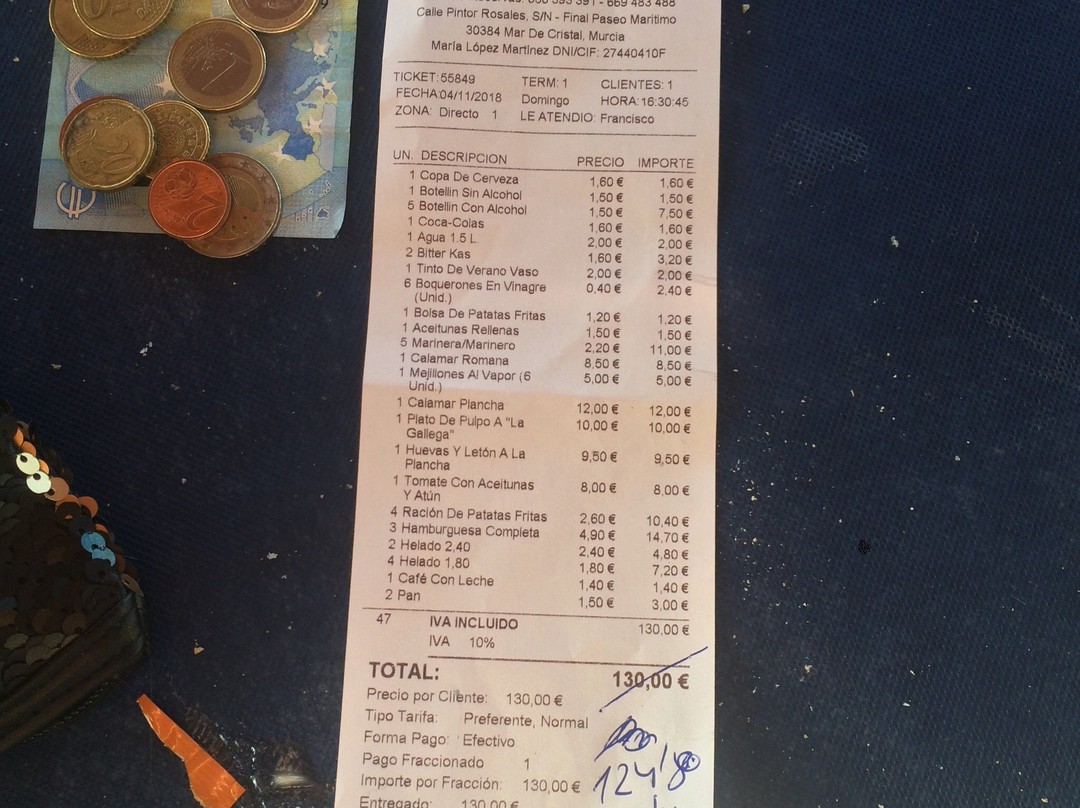 Calle Pintor Rosales, S/N - Final Paseo Maritimo
30384 Mar De Cristal, Murcia
María López Martínez DNI/CIF: 27440410F
TICKET:55849 TERM: 1 CLIENTES: 1
FECHA:04/11/2018 Domingo HORA: 16:30:45
ZONA: Directo 1 LE ATENDIO: Francisco
UN. DESCRIPCION PRECIO IMPORTE
1 Copa De Cerveza 1,60 € 1,60 €
1 Botellin Sin Alcohol 1,50 € 1,50 €
5 Botellin Con Alcohol 1,50 € 7,50 €
1 Coca-Colas 1,60 € 1,60 €
1 Agua 1.5 L 2,00 € 2,00 €
2 Bitter Kas 1,60 € 3,20 €
1 Tinto De Verano Vaso 2,00 € 2,00 €
6 Boquerones En Vinagre 0,40 € 2,40 €
(Unid.)
1 Bolsa De Patatas Fritas 1,20 € 1,20 €
1 Aceitunas Rellenas 1,50 € 1,50 €
5 Marinera/Marinero 2,20 € 11,00 €
1 Calamar Romana 8,50 € 8,50 €
1 Mejillones Al Vapor (6 5,00 € 5,00 €
Unid.)
1 Calamar Plancha 12,00 € 12,00 €
1 Plato De Pulpo A "La 10,00 € 10,00 €
Gallega"
1 Huevas Y Letón A La 9,50 € 9,50 €
Plancha
1 Tomate Con Aceitunas 8,00 € 8,00 €
Y Atún
4 Ración De Patatas Fritas 2,60 € 10,40 €
3 Hamburguesa Completa 4,90 € 14,70 €
2 Helado 2,40 2,40 € 4,80 €
4 Helado 1,80 1,80 € 7,20 €
1 Café Con Leche 1,40 € 1,40 €
2 Pan 1,50 € 3,00 €
47 IVA INCLUIDO 130,00 €
IVA 10%
TOTAL: 130,00 €
Precio por Cliente: 130,00 €
Tipo Tarifa: Preferente, Normal
Forma Pago: Efectivo
Pago Fraccionado 1
124'80
Importe por Fracción: 130,00 €
Entregado: 130,00 €